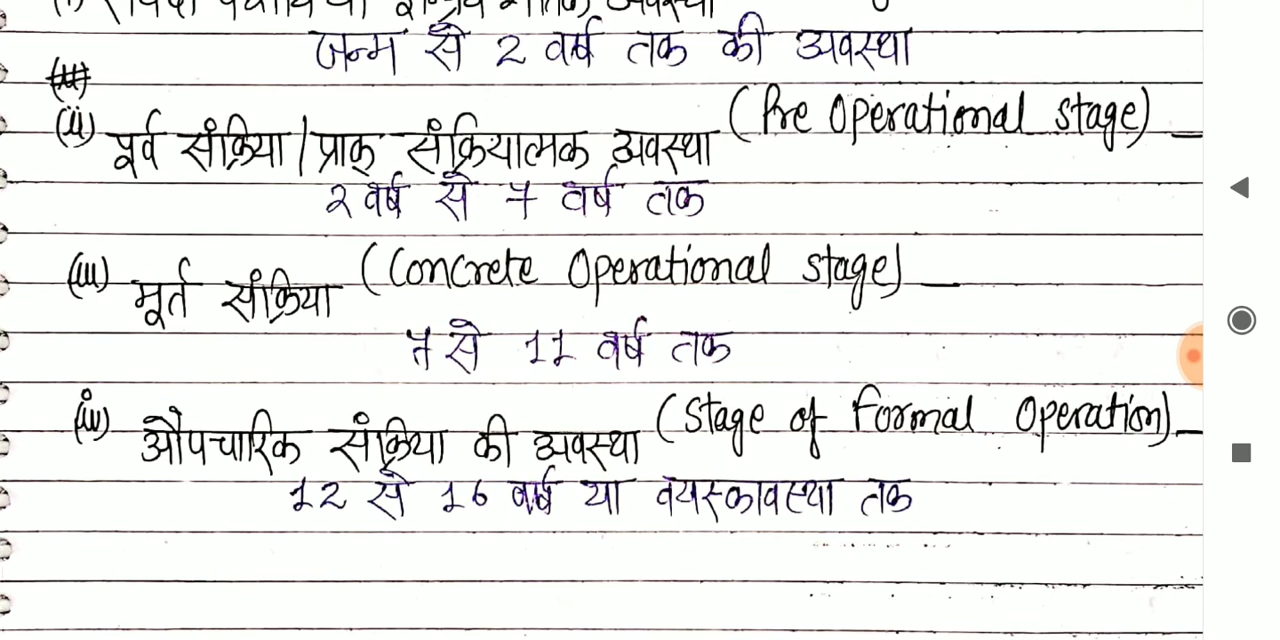 जन्म से 2 वर्ष तक की अवस्था
(ii) पूर्व संक्रिया / प्राक् संक्रियात्मक अवस्था (Pre Operational stage) —
2 वर्ष से 7 वर्ष तक
(iii) मूर्त संक्रिया (Concrete Operational stage) —
7 से 11 वर्ष तक
(iv) औपचारिक संक्रिया की अवस्था (Stage of Formal Operation) —
12 से 16 वर्ष या वयस्कावस्था तक